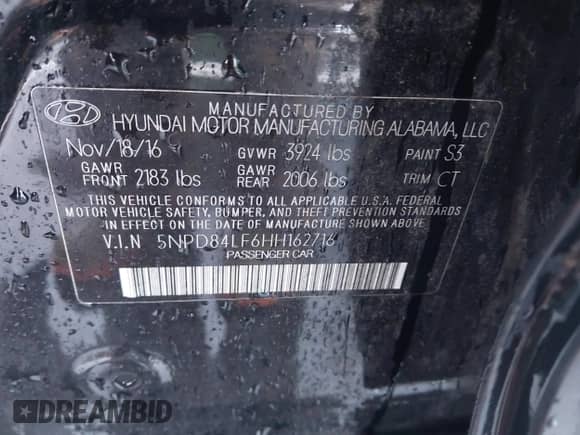 MANUFACTURED BY
HYUNDAI MOTOR MANUFACTURING ALABAMA, LLC
Nov/18/16 GVWR 3924 lbs PAINT S3
GAWR FRONT 2183 lbs GAWR REAR 2006 lbs TRIM CT
THIS VEHICLE CONFORMS TO ALL APPLICABLE U.S.A. FEDERAL
MOTOR VEHICLE SAFETY, BUMPER, AND THEFT PREVENTION STANDARDS
IN EFFECT ON THE DATE OF MANUFACTURE SHOWN ABOVE.
V.I.N 5NPD84LF6HH162716
PASSENGER CAR
DREAMBID